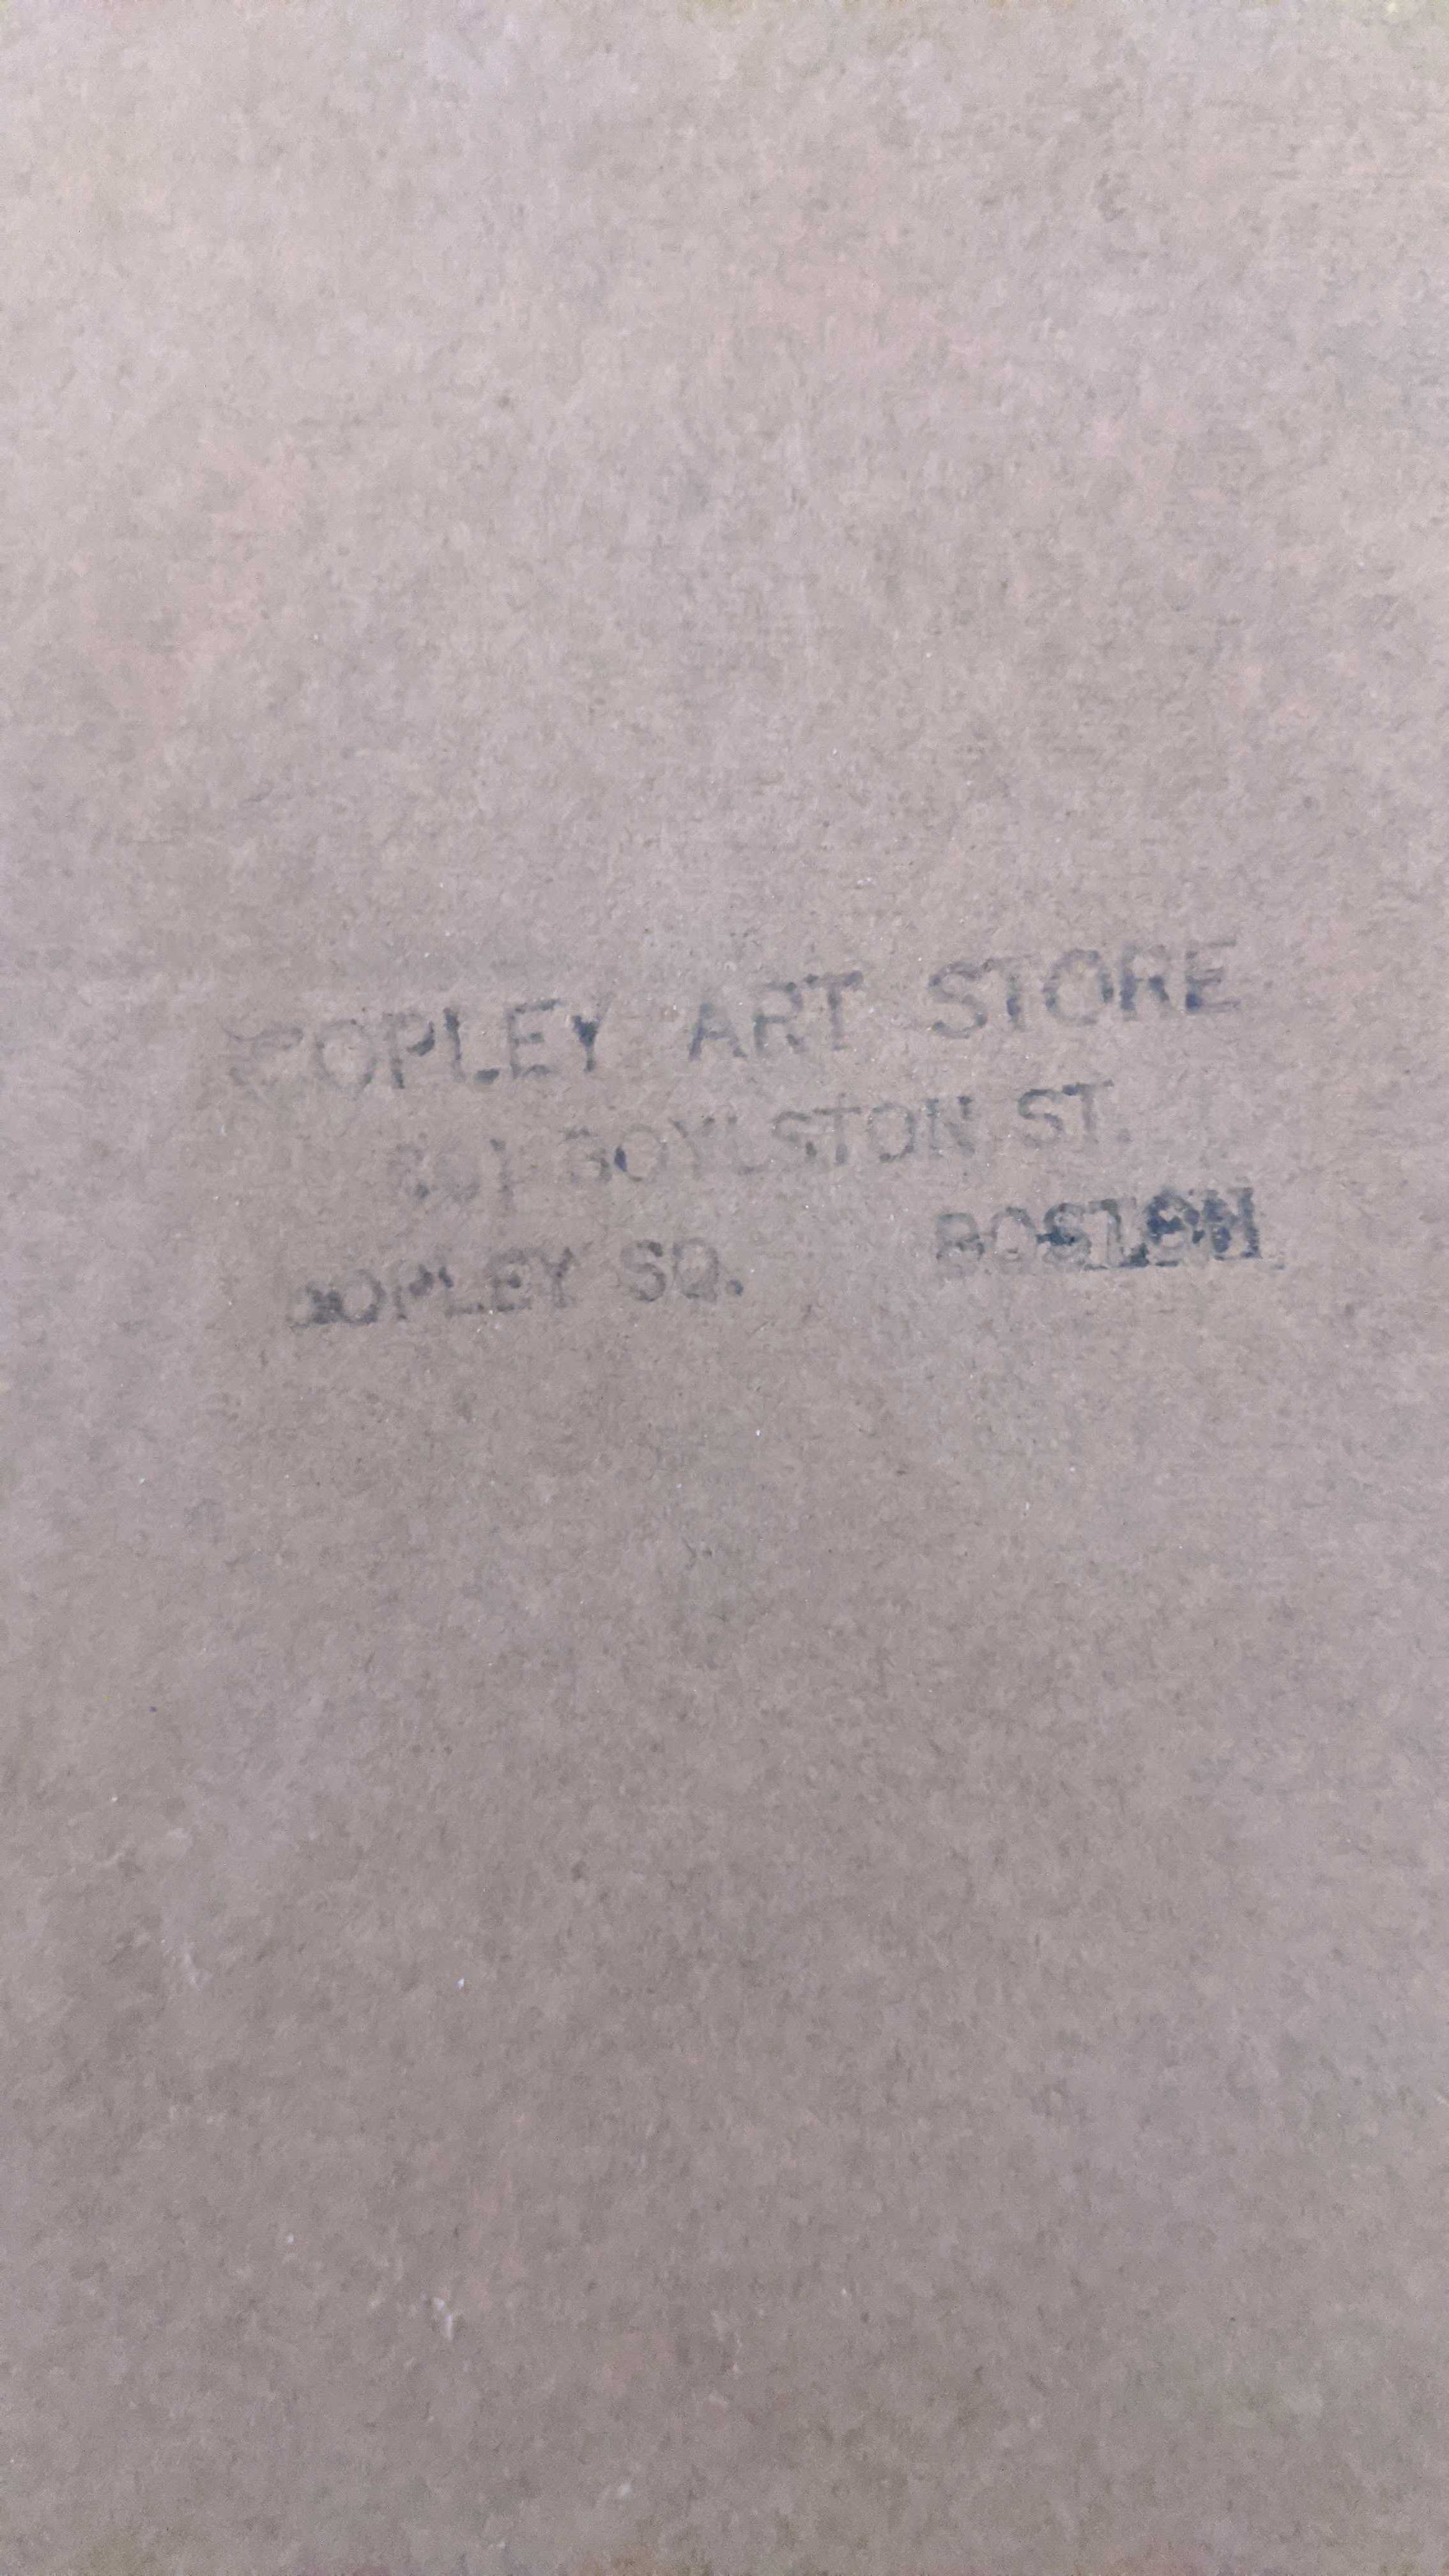 COPLEY ART STORE
BOYLSTON ST.
COPLEY SQ. BOSTON